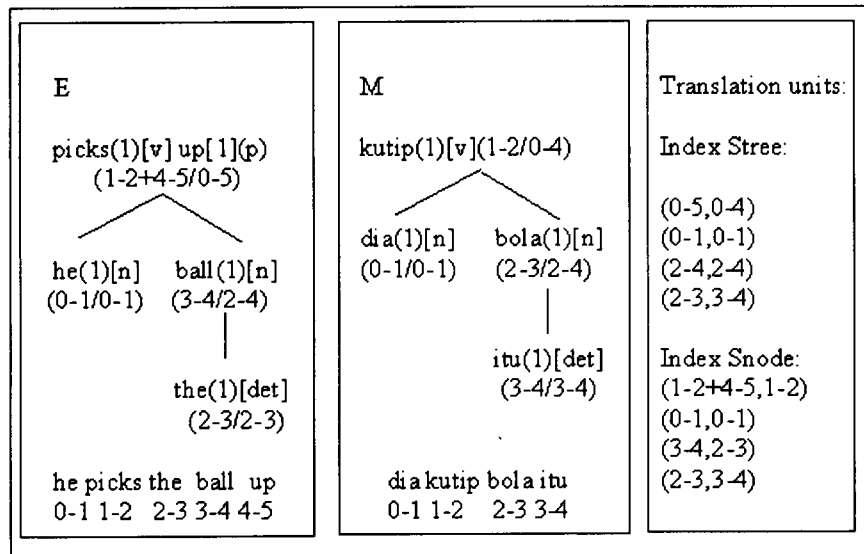 E
picks(1)[v] up[1](p)
(1-2+4-5/0-5)
he(1)[n] ball(1)[n]
(0-1/0-1) (3-4/2-4)
the(1)[det]
(2-3/2-3)
he picks the ball up
0-1 1-2 2-3 3-4 4-5
M
kutip(1)[v](1-2/0-4)
dia(1)[n] bola(1)[n]
(0-1/0-1) (2-3/2-4)
itu(1)[det]
(3-4/3-4)
dia kutip bola itu
0-1 1-2 2-3 3-4
Translation units:
Index Stree:
(0-5,0-4)
(0-1,0-1)
(2-4,2-4)
(2-3,3-4)
Index Snode:
(1-2+4-5,1-2)
(0-1,0-1)
(3-4,2-3)
(2-3,3-4)